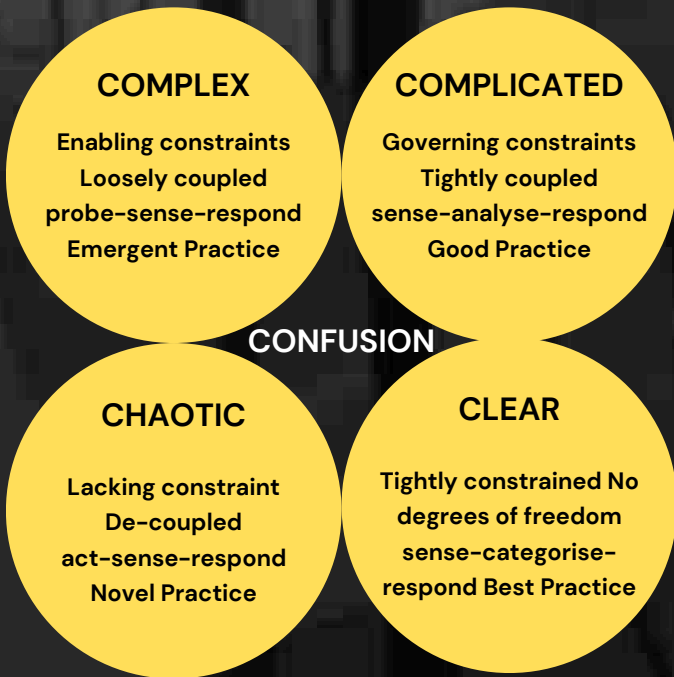 COMPLEX
Enabling constraints
Loosely coupled
probe-sense-respond
Emergent Practice
COMPLICATED
Governing constraints
Tightly coupled
sense-analyse-respond
Good Practice
CONFUSION
CHAOTIC
Lacking constraint
De-coupled
act-sense-respond
Novel Practice
CLEAR
Tightly constrained No
degrees of freedom
sense-categorise-
respond Best Practice